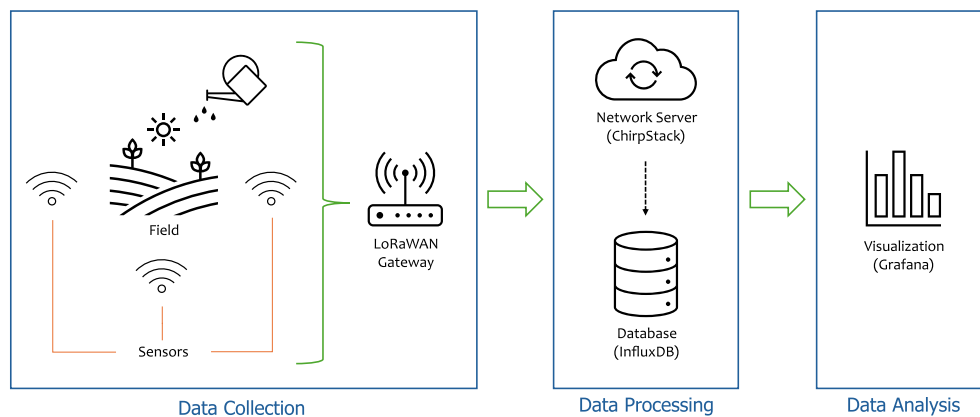 Field
Sensors
LoRaWAN
Gateway
Data Collection
Network Server
(ChirpStack)
Database
(InfluxDB)
Data Processing
Visualization
(Grafana)
Data Analysis